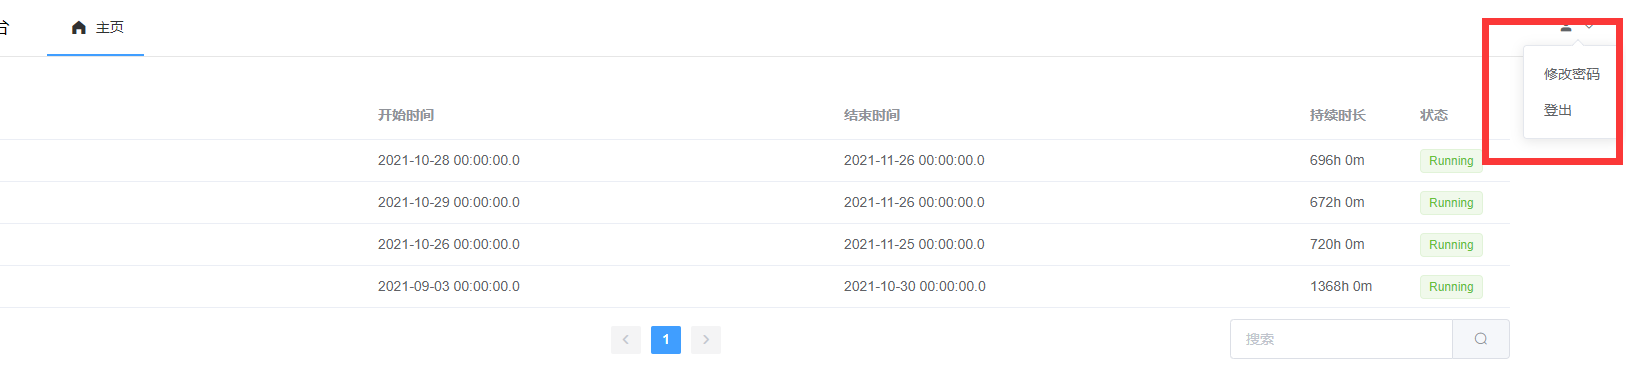 台 主页
修改密码
登出
开始时间 结束时间 持续时长 状态
2021-10-28 00:00:00.0 2021-11-26 00:00:00.0 696h 0m Running
2021-10-29 00:00:00.0 2021-11-26 00:00:00.0 672h 0m Running
2021-10-26 00:00:00.0 2021-11-25 00:00:00.0 720h 0m Running
2021-09-03 00:00:00.0 2021-10-30 00:00:00.0 1368h 0m Running
1
搜索